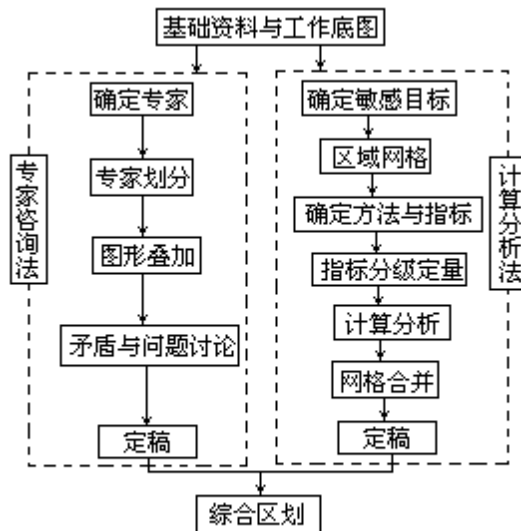 基础资料与工作底图
确定专家
专家划分
图形叠加
矛盾与问题讨论
定稿
专家咨询法
确定敏感目标
区域网格
确定方法与指标
指标分级定量
计算分析
网格合并
定稿
计算分析法
综合区划